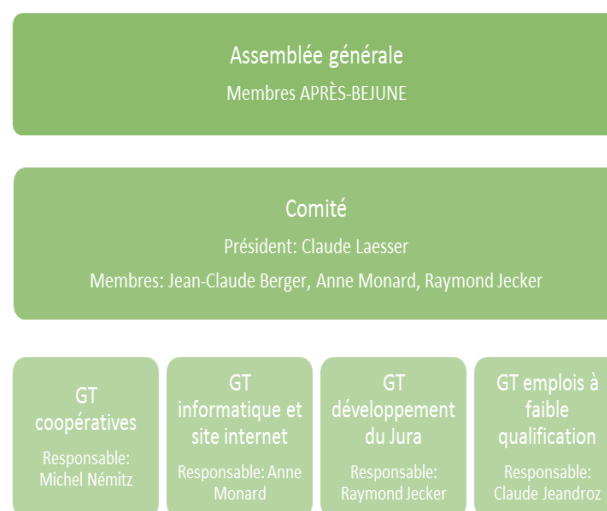 Assemblée générale
Membres APRÈS-BEJUNE
Comité
Président: Claude Laesser
Membres: Jean-Claude Berger, Anne Monard, Raymond Jecker
GT
coopératives
Responsable:
Michel Némitz
GT
informatique et
site internet
Responsable: Anne
Monard
GT
développement
du Jura
Responsable:
Raymond Jecker
GT emplois à
faible
qualification
Responsable:
Claude Jeandroz